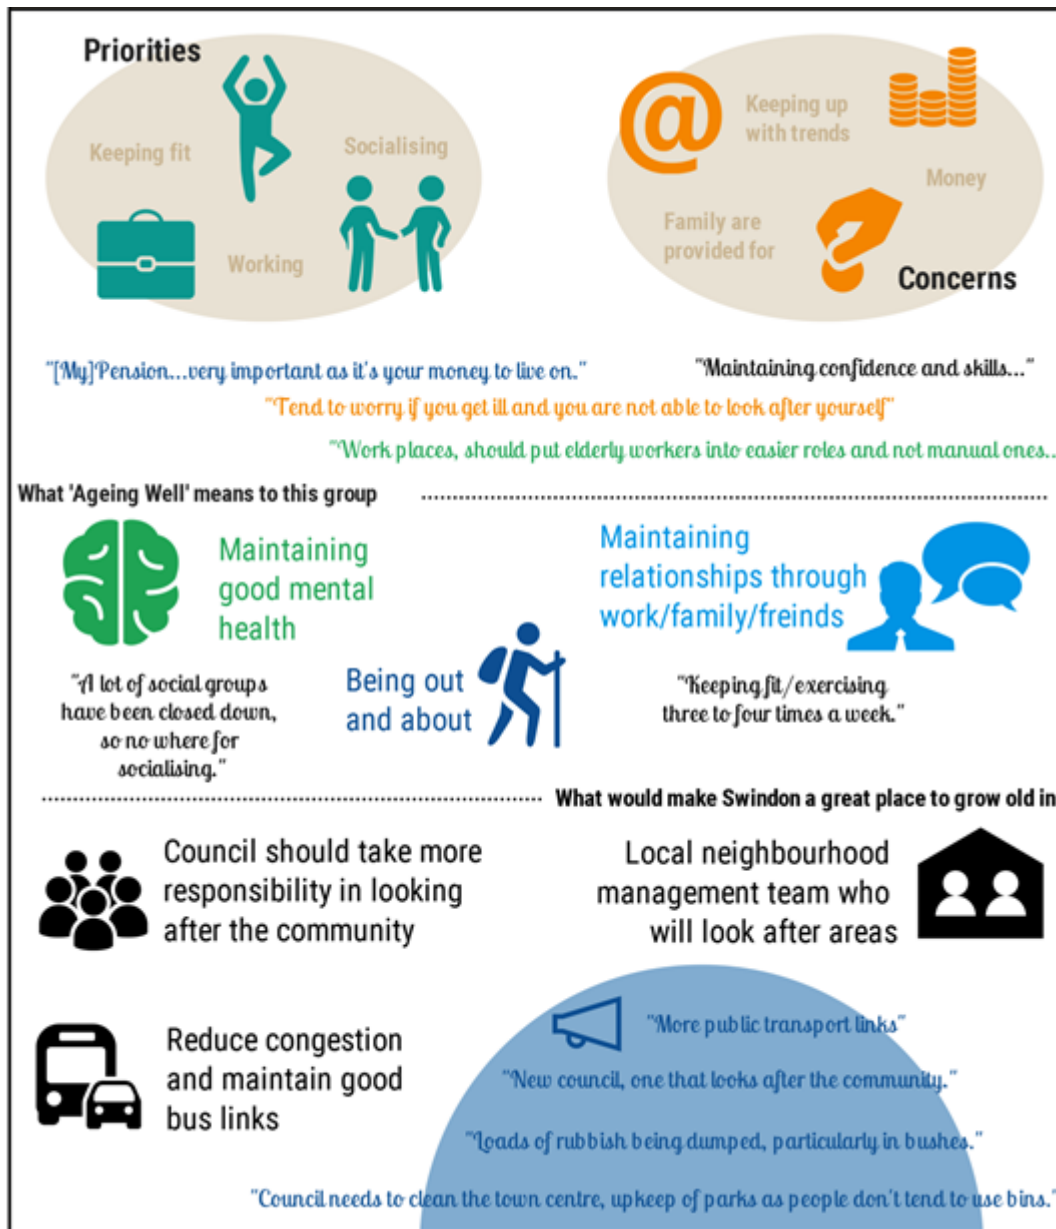 Priorities
Keeping fit
Socialising
Working
@
Keeping up
with trends
Money
Family are
provided for
Concerns
"[My]Pension...very important as it's your money to live on."
"Maintaining confidence and skills..."
"Tend to worry if you get ill and you are not able to look after yourself"
"Work places, should put elderly workers into easier roles and not manual ones..
What 'Ageing Well' means to this group
Maintaining
good mental
health
Maintaining
relationships through
work/family/freinds
Being out
and about
"A lot of social groups
have been closed down,
so no where for
socialising."
"Keeping fit/exercising
three to four times a week."
What would make Swindon a great place to grow old in
Council should take more
responsibility in looking
after the community
Local neighbourhood
management team who
will look after areas
Reduce congestion
and maintain good
bus links
"More public transport links"
"New council, one that looks after the community."
"Loads of rubbish being dumped, particularly in bushes."
"Council needs to clean the town centre, upkeep of parks as people don't tend to use bins."